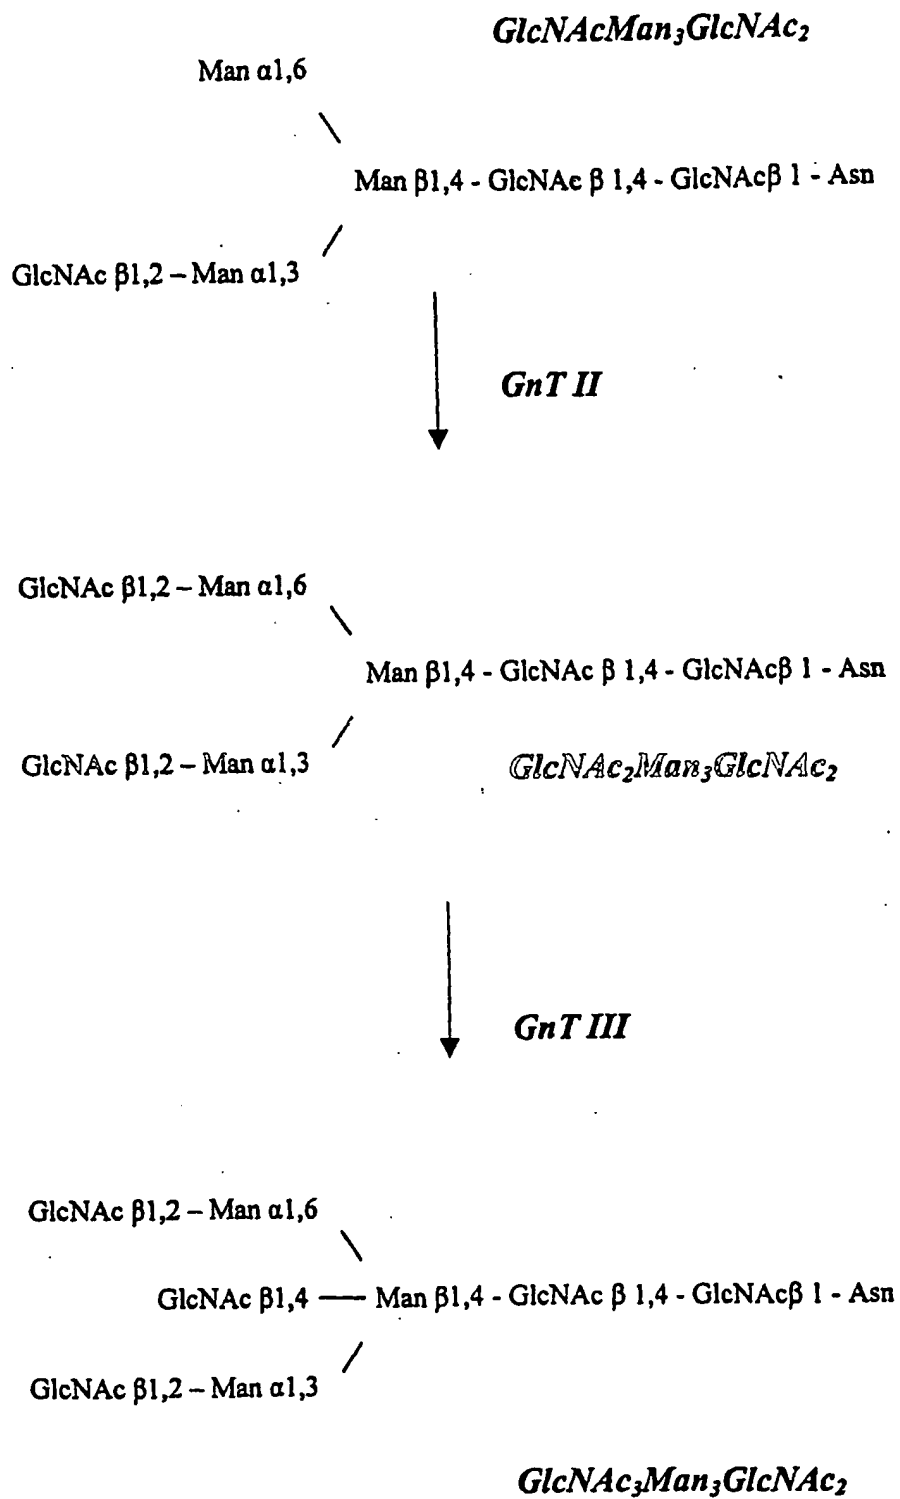 GlcNAcMan₃GlcNAc₂
Man α1,6
\
Man β1,4 - GlcNAc β 1,4 - GlcNAcβ 1 - Asn
/
GlcNAc β1,2 – Man α1,3
GnT II
GlcNAc β1,2 – Man α1,6
\
Man β1,4 - GlcNAc β 1,4 - GlcNAcβ 1 - Asn
/
GlcNAc β1,2 – Man α1,3
GlcNAc₂Man₃GlcNAc₂
GnT III
GlcNAc β1,2 – Man α1,6
\
GlcNAc β1,4 — Man β1,4 - GlcNAc β 1,4 - GlcNAcβ 1 - Asn
/
GlcNAc β1,2 – Man α1,3
GlcNAc₃Man₃GlcNAc₂